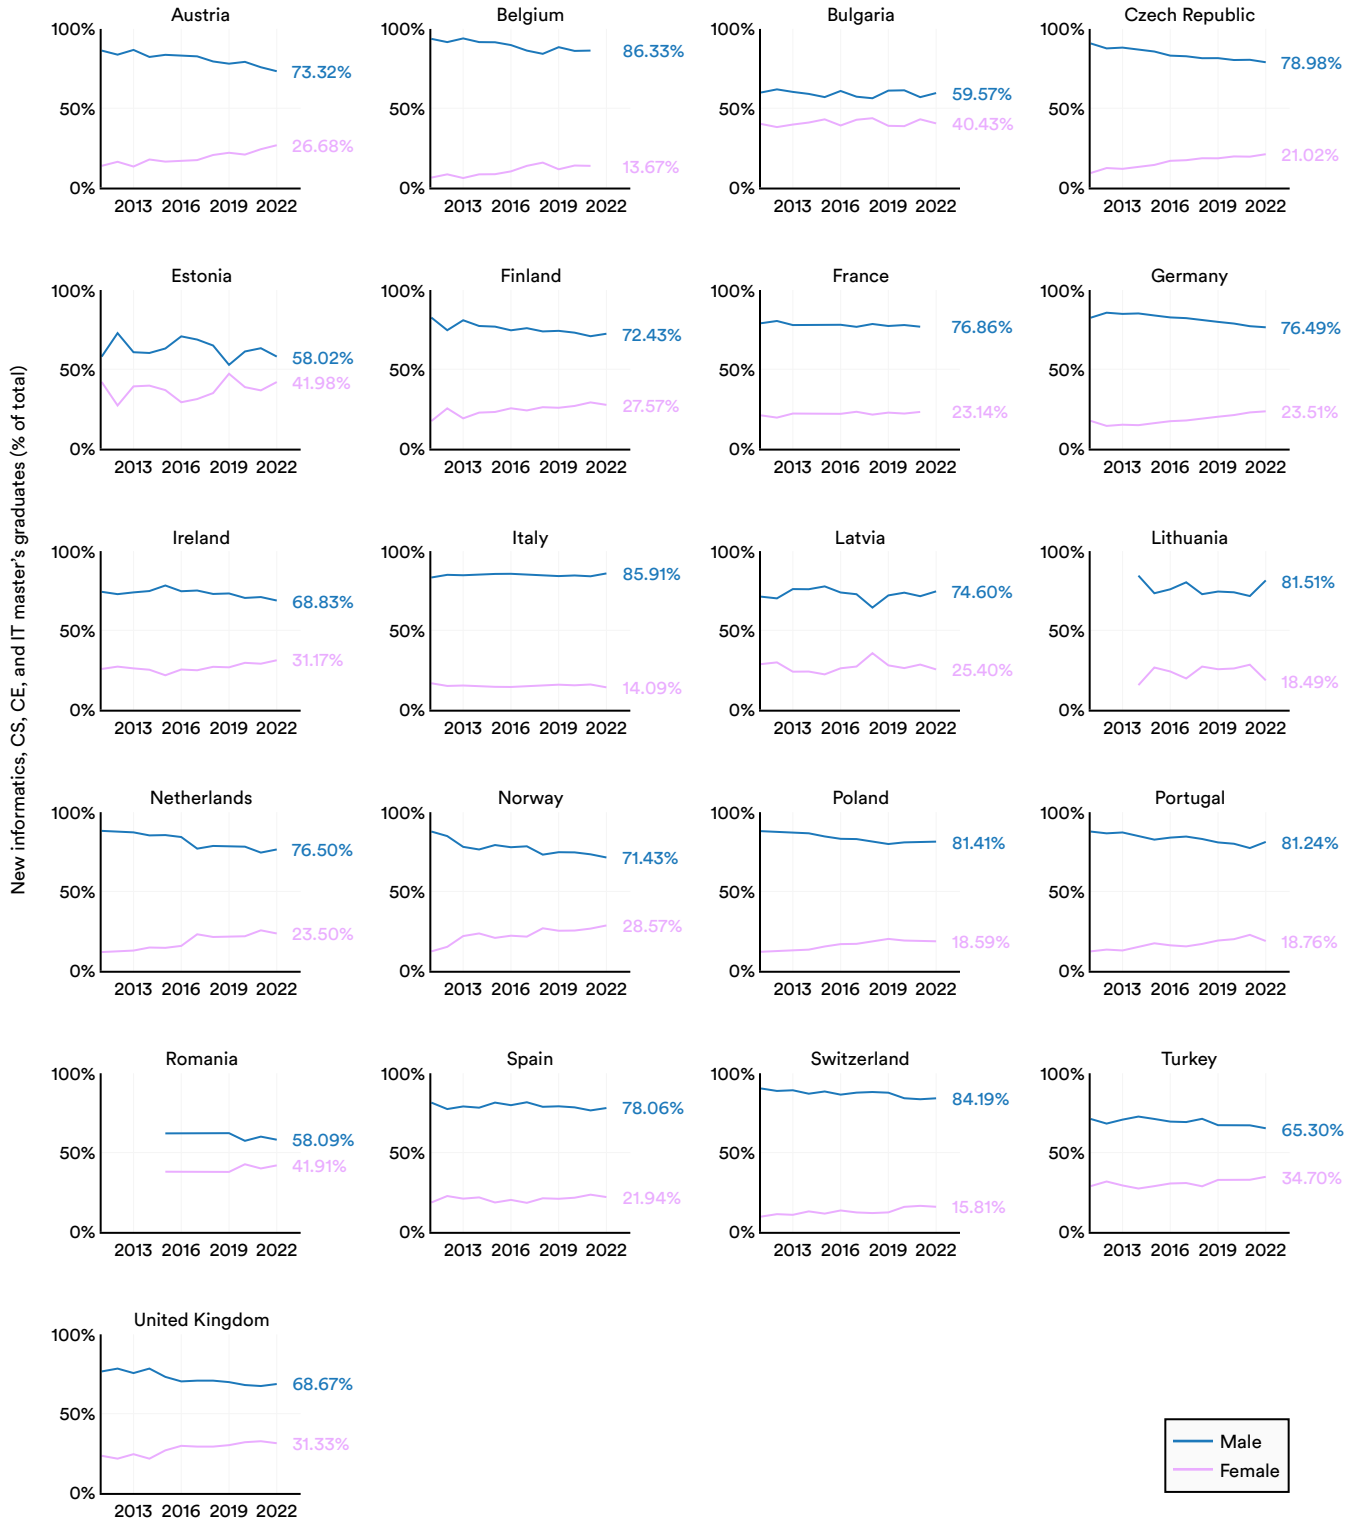 New informatics, CS, CE, and IT master's graduates (% of total)
Austria
100%
50%
0%
73.32%
26.68%
2013 2016 2019 2022
Belgium
100%
50%
0%
86.33%
13.67%
2013 2016 2019 2022
Bulgaria
100%
50%
0%
59.57%
40.43%
2013 2016 2019 2022
Czech Republic
100%
50%
0%
78.98%
21.02%
2013 2016 2019 2022
Estonia
100%
50%
0%
58.02%
41.98%
2013 2016 2019 2022
Finland
100%
50%
0%
72.43%
27.57%
2013 2016 2019 2022
France
100%
50%
0%
76.86%
23.14%
2013 2016 2019 2022
Germany
100%
50%
0%
76.49%
23.51%
2013 2016 2019 2022
Ireland
100%
50%
0%
68.83%
31.17%
2013 2016 2019 2022
Italy
100%
50%
0%
85.91%
14.09%
2013 2016 2019 2022
Latvia
100%
50%
0%
74.60%
25.40%
2013 2016 2019 2022
Lithuania
100%
50%
0%
81.51%
18.49%
2013 2016 2019 2022
Netherlands
100%
50%
0%
76.50%
23.50%
2013 2016 2019 2022
Norway
100%
50%
0%
71.43%
28.57%
2013 2016 2019 2022
Poland
100%
50%
0%
81.41%
18.59%
2013 2016 2019 2022
Portugal
100%
50%
0%
81.24%
18.76%
2013 2016 2019 2022
Romania
100%
50%
0%
58.09%
41.91%
2013 2016 2019 2022
Spain
100%
50%
0%
78.06%
21.94%
2013 2016 2019 2022
Switzerland
100%
50%
0%
84.19%
15.81%
2013 2016 2019 2022
Turkey
100%
50%
0%
65.30%
34.70%
2013 2016 2019 2022
United Kingdom
100%
50%
0%
68.67%
31.33%
2013 2016 2019 2022
Male
Female